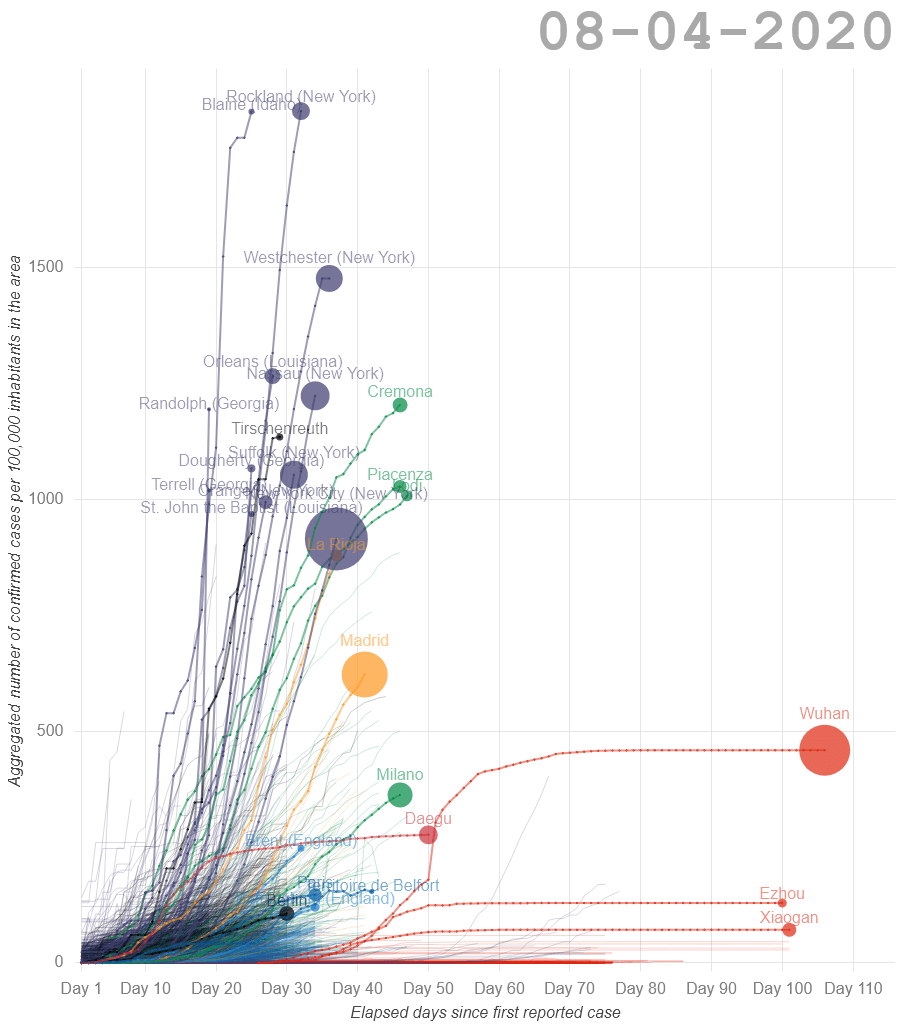 08-04-2020
Rockland (New York)
Blaine (Idaho)
1500
Westchester (New York)
Orleans (Louisiana)
Nassau (New York)
Cremona
Randolph (Georgia)
Tirschenreuth
Suffolk (New York)
Dougherty (Georgia)
Piacenza
Terrell (Georgia)
Lodi
Orange (New York)
New York City (New York)
1000
St. John the Baptist (Louisiana)
La Rioja
Madrid
Wuhan
500
Milano
Daegu
Brent (England)
Territoire de Belfort
Ezhou
(England)
Berlin
Xiaogan
0
Day 1 Day 10 Day 20 Day 30 Day 40 Day 50 Day 60 Day 70 Day 80 Day 90 Day 100 Day 110
Elapsed days since first reported case
Aggregated number of confirmed cases per 100,000 inhabitants in the area